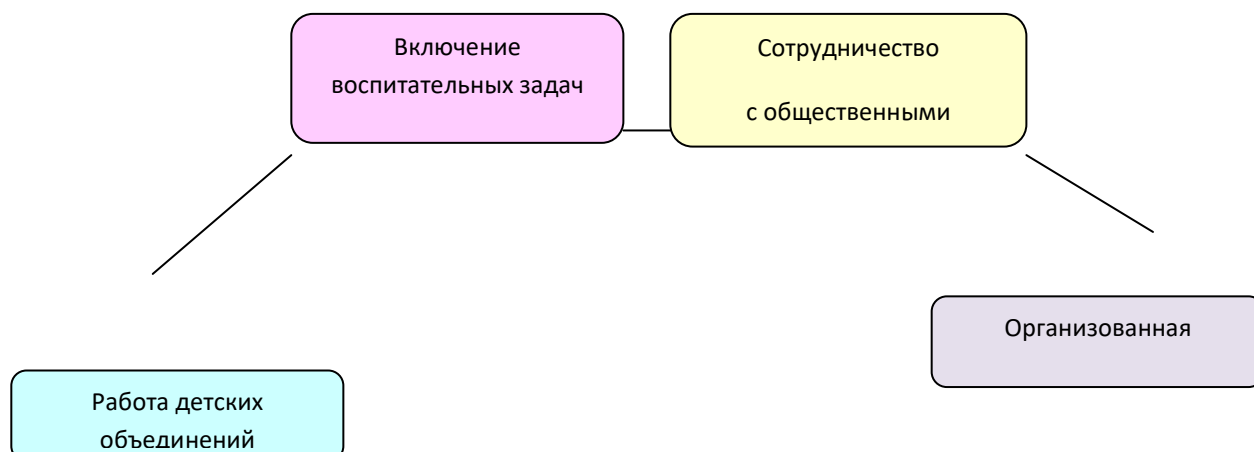 Включение
воспитательных задач
Сотрудничество
с общественными
Организованная
Работа детских
объединений